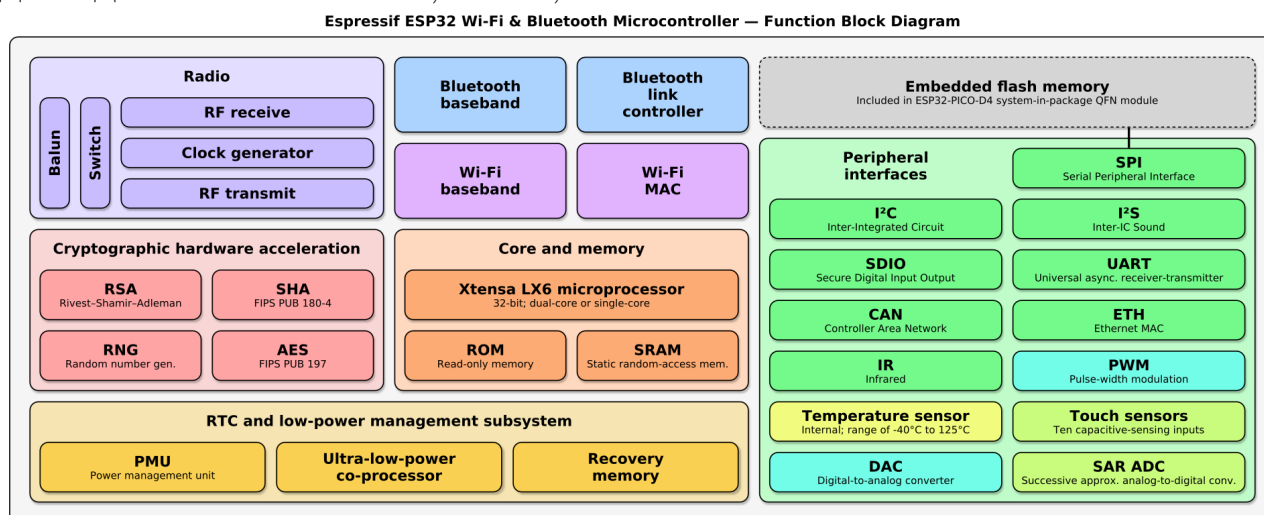 Espressif ESP32 Wi-Fi & Bluetooth Microcontroller — Function Block Diagram
Radio
Balun
Switch
RF receive
Clock generator
RF transmit
Bluetooth
baseband
Bluetooth
link
controller
Wi-Fi
baseband
Wi-Fi
MAC
Embedded flash memory
Included in ESP32-PICO-D4 system-in-package QFN module
Cryptographic hardware acceleration
RSA
Rivest–Shamir–Adleman
SHA
FIPS PUB 180-4
RNG
Random number gen.
AES
FIPS PUB 197
Core and memory
Xtensa LX6 microprocessor
32-bit; dual-core or single-core
ROM
Read-only memory
SRAM
Static random-access mem.
RTC and low-power management subsystem
PMU
Power management unit
Ultra-low-power
co-processor
Recovery
memory
Peripheral
interfaces
SPI
Serial Peripheral Interface
I²C
Inter-Integrated Circuit
I²S
Inter-IC Sound
SDIO
Secure Digital Input Output
UART
Universal async. receiver-transmitter
CAN
Controller Area Network
ETH
Ethernet MAC
IR
Infrared
PWM
Pulse-width modulation
Temperature sensor
Internal; range of -40°C to 125°C
Touch sensors
Ten capacitive-sensing inputs
DAC
Digital-to-analog converter
SAR ADC
Successive approx. analog-to-digital conv.